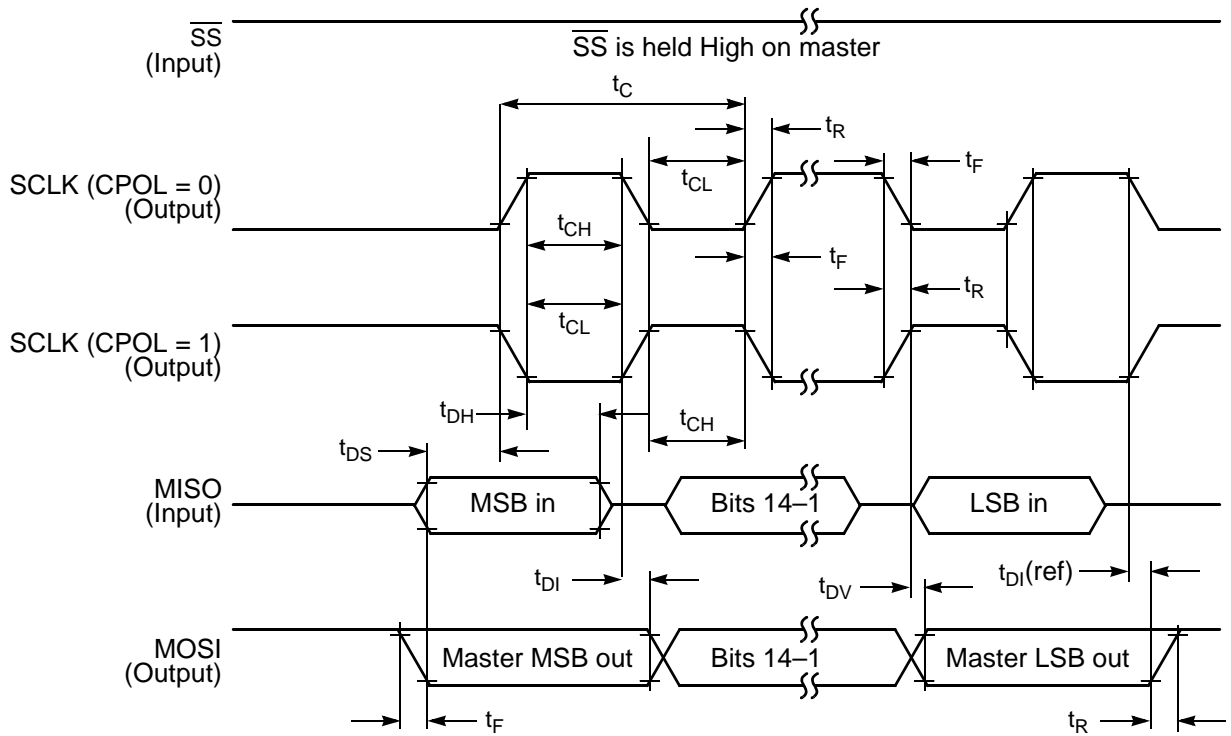 SS
(Input)
SS is held High on master
tC
tR
tCL
tF
SCLK (CPOL = 0)
(Output)
tCH
tF
tR
tCL
SCLK (CPOL = 1)
(Output)
tDH
tCH
tDS
MISO
(Input)
MSB in
Bits 14–1
LSB in
tDI
tDV
tDI(ref)
MOSI
(Output)
Master MSB out
Bits 14–1
Master LSB out
tF
tR